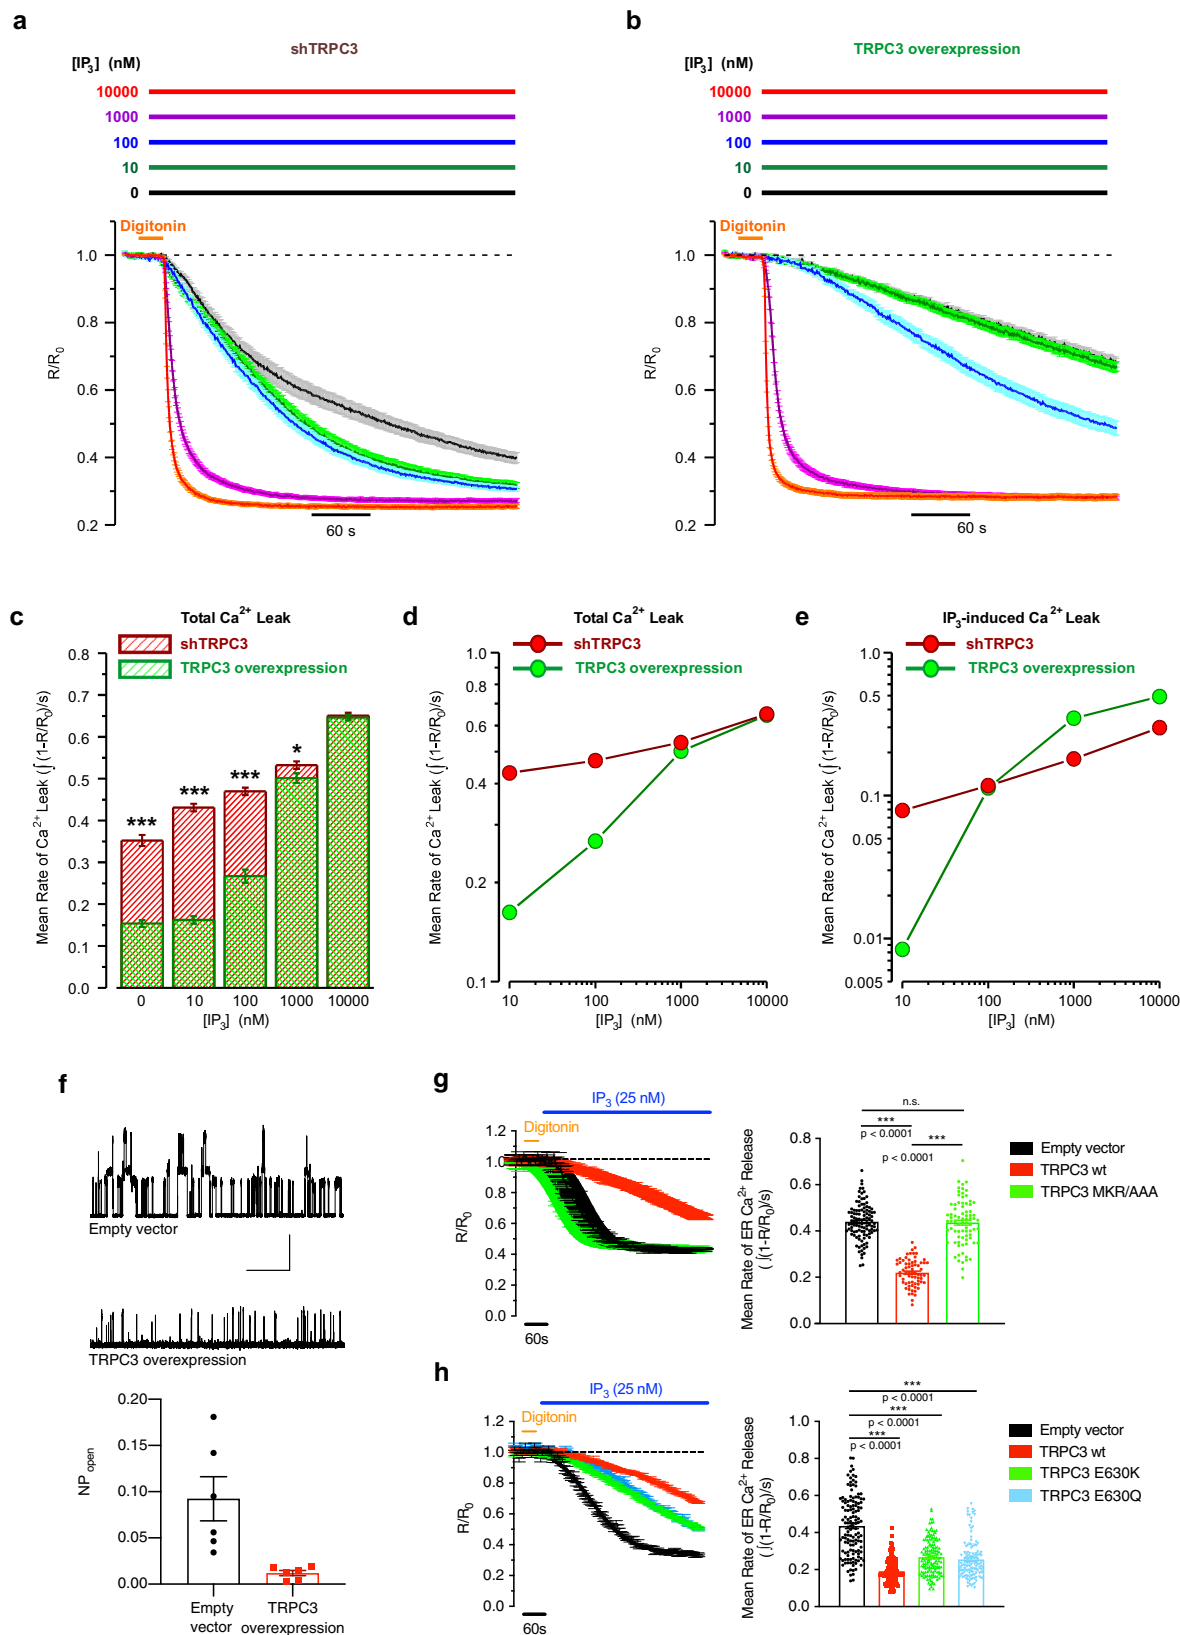 a
shTRPC3
[IP3] (nM)
10000
1000
100
10
0
Digitonin
1.0
0.8
0.6
0.4
0.2
R/R0
60 s
b
TRPC3 overexpression
[IP3] (nM)
10000
1000
100
10
0
Digitonin
1.0
0.8
0.6
0.4
0.2
R/R0
60 s
c
Total Ca2+ Leak
shTRPC3
TRPC3 overexpression
Mean Rate of Ca2+ Leak (∫ (1-R/R0)/s)
0.8
0.7
0.6
0.5
0.4
0.3
0.2
0.1
0.0
***
***
***
*
0 10 100 1000 10000
[IP3] (nM)
d
Total Ca2+ Leak
shTRPC3
TRPC3 overexpression
Mean Rate of Ca2+ Leak (∫ (1-R/R0)/s)
1.0
0.8
0.6
0.4
0.2
0.1
10 100 1000 10000
[IP3] (nM)
e
IP3-induced Ca2+ Leak
shTRPC3
TRPC3 overexpression
Mean Rate of Ca2+ Leak (∫ (1-R/R0)/s)
1.0
0.5
0.1
0.05
0.01
0.005
10 100 1000 10000
[IP3] (nM)
f
Empty vector
TRPC3 overexpression
NPopen
0.20
0.15
0.10
0.05
0.00
Empty vector
TRPC3 overexpression
g
IP3 (25 nM)
Digitonin
R/R0
1.2
1.0
0.8
0.6
0.4
0.2
0.0
60s
Mean Rate of ER Ca2+ Release
( ∫(1-R/R0)/s)
0.8
0.6
0.4
0.2
0.0
n.s.
***
p < 0.0001
***
p < 0.0001
Empty vector
TRPC3 wt
TRPC3 MKR/AAA
h
IP3 (25 nM)
Digitonin
R/R0
1.2
1.0
0.8
0.6
0.4
0.2
0.0
60s
Mean Rate of ER Ca2+ Release
( ∫(1-R/R0)/s)
1.0
0.8
0.6
0.4
0.2
0.0
***
p < 0.0001
***
p < 0.0001
***
p < 0.0001
Empty vector
TRPC3 wt
TRPC3 E630K
TRPC3 E630Q